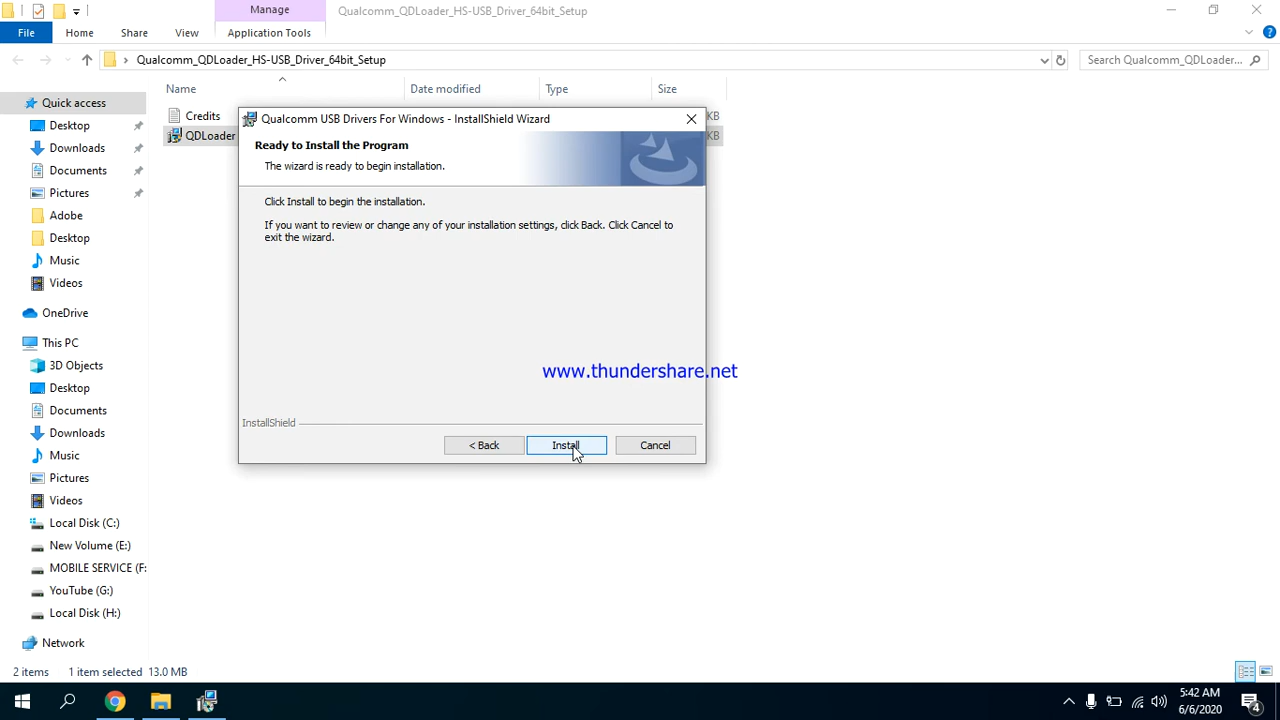 Manage
Qualcomm_QDLoader_HS-USB_Driver_64bit_Setup
File
Home
Share
View
Application Tools
Qualcomm_QDLoader_HS-USB_Driver_64bit_Setup
Search Qualcomm_QDLoader...
Name
Date modified
Type
Size
Quick access
Desktop
Downloads
Documents
Pictures
Adobe
Desktop
Music
Videos
OneDrive
This PC
3D Objects
Desktop
Documents
Downloads
Music
Pictures
Videos
Local Disk (C:)
New Volume (E:)
MOBILE SERVICE (F:
YouTube (G:)
Local Disk (H:)
Network
Credits
KB
QDLoader
KB
Qualcomm USB Drivers For Windows - InstallShield Wizard
Ready to Install the Program
The wizard is ready to begin installation.
Click Install to begin the installation.
If you want to review or change any of your installation settings, click Back. Click Cancel to
exit the wizard.
www.thundershare.net
InstallShield
< Back
Install
Cancel
2 items
1 item selected
13.0 MB
5:42 AM
6/6/2020
4